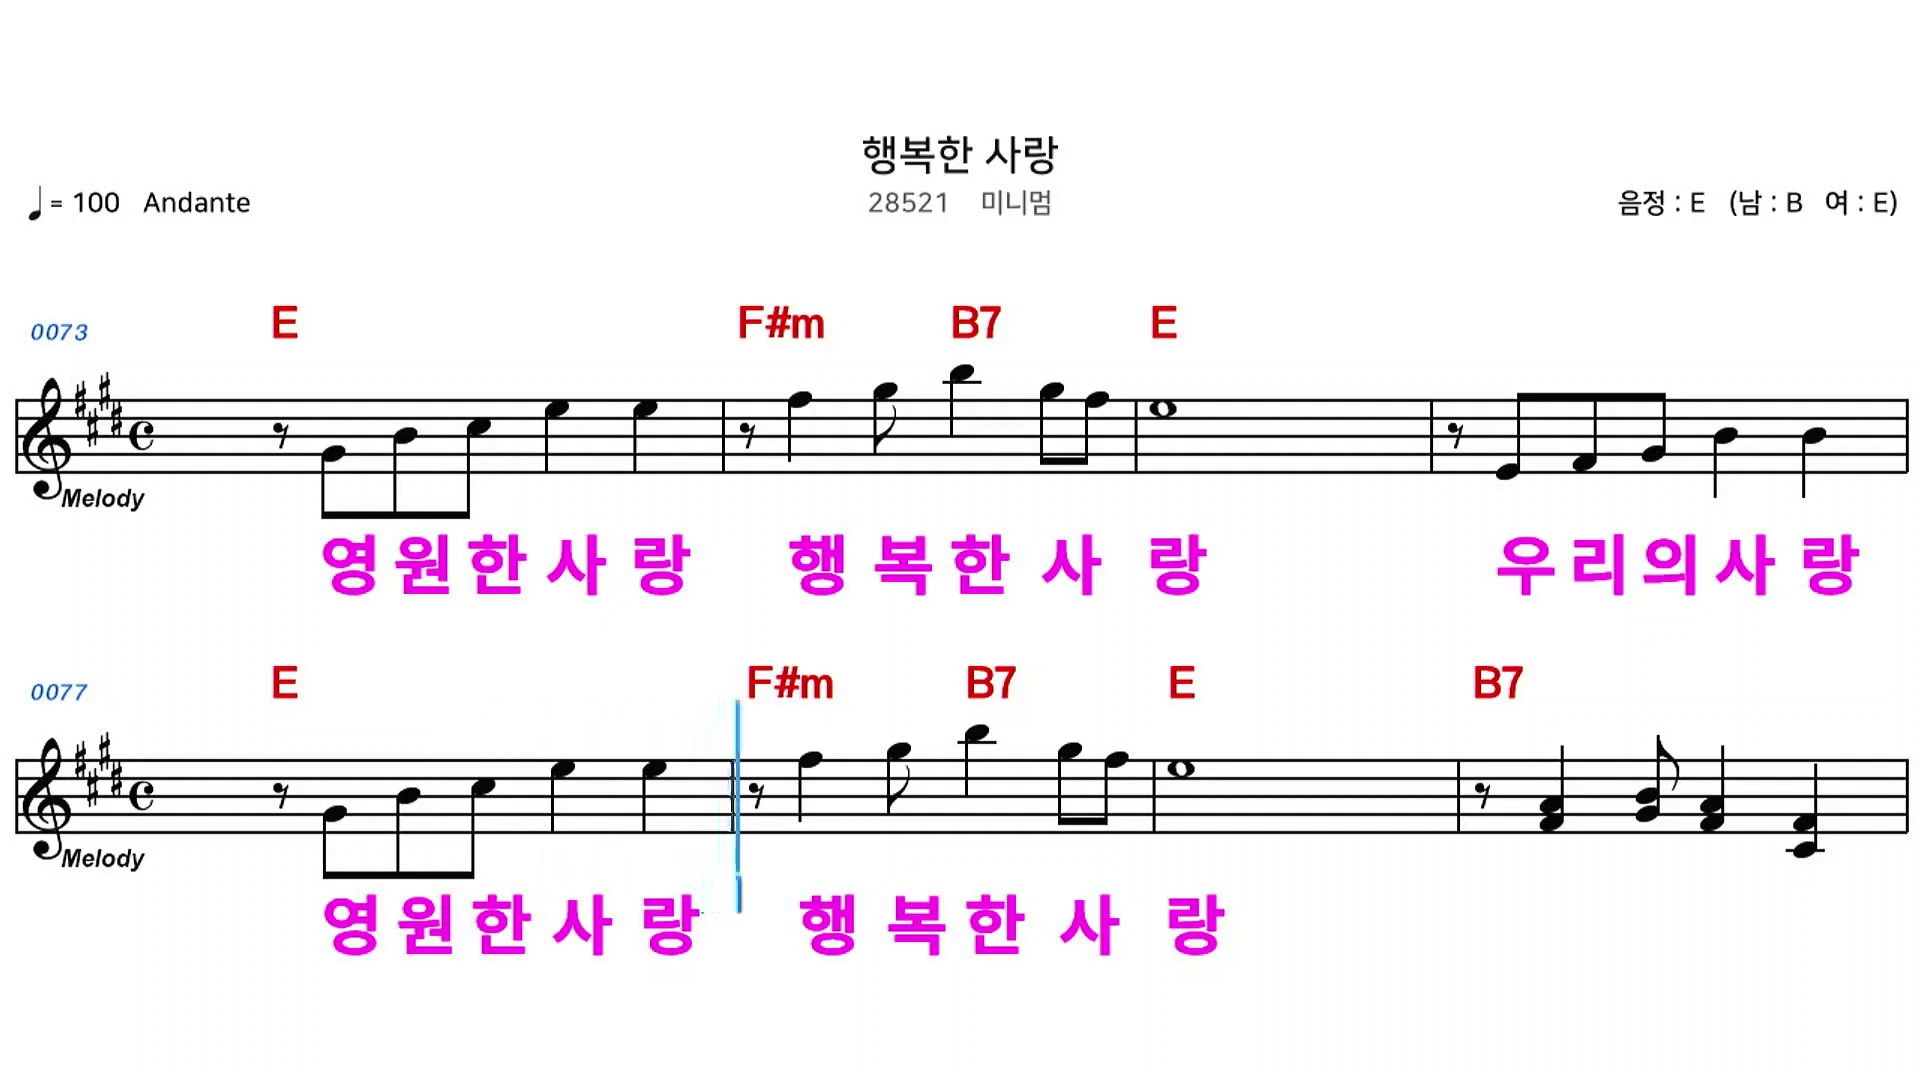 행복한 사랑
♩= 100 Andante 28521 미니멈 음정 : E (남 : B 여 : E)
0073 E F#m B7 E
Melody
영원한사랑 행복한사랑 우리의사랑
0077 E F#m B7 E B7
Melody
영원한사랑 행복한사랑